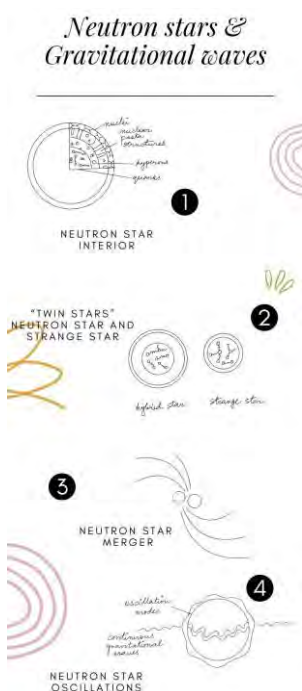 Neutron stars &
Gravitational waves
nuclei
nuclear
pasta
structures
hyperons
quarks
1
NEUTRON STAR
INTERIOR
"TWIN STARS"
NEUTRON STAR AND
STRANGE STAR
2
hybrid star
strange star
3
NEUTRON STAR
MERGER
4
oscillation
modes
continuous
gravitational
waves
NEUTRON STAR
OSCILLATIONS